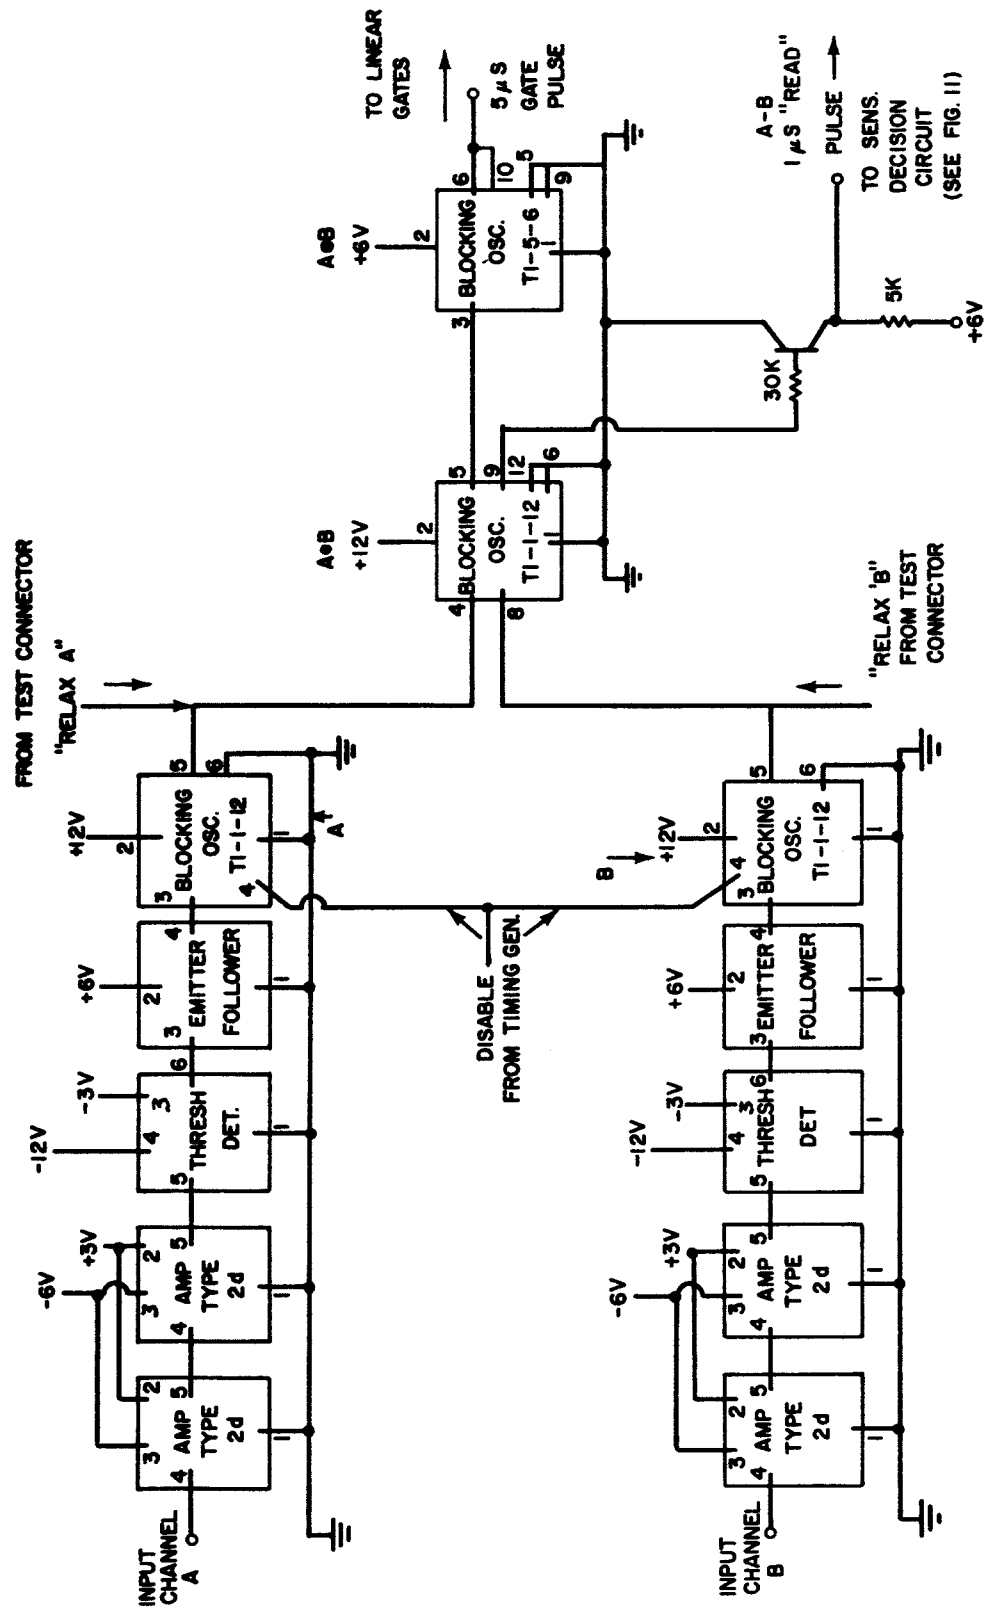 FROM TEST CONNECTOR
"RELAX A"
-6V
+3V
-12V
-3V
+6V
+12V
INPUT
CHANNEL
A
3
2
4
AMP
5
TYPE
2d
1
3
2
4
AMP
5
TYPE
2d
1
4
3
5
THRESH
6
DET.
1
2
3
EMITTER
4
FOLLOWER
1
2
3
BLOCKING
5
OSC.
6
T1-1-12
4
1
A
DISABLE
FROM TIMING GEN.
B
-6V
+3V
-12V
-3V
+6V
+12V
INPUT
CHANNEL
B
3
2
4
AMP
5
TYPE
2d
1
3
2
4
AMP
5
TYPE
2d
1
4
3
5
THRESH
6
DET
1
2
3
EMITTER
4
FOLLOWER
1
2
4
3
BLOCKING
5
OSC.
6
T1-1-12
1
"RELAX 'B"
FROM TEST
CONNECTOR
A•B
+12V
2
4
BLOCKING
5
8
OSC.
9
12
T1-1-12
6
1
A•B
+6V
2
3
BLOCKING
6
OSC.
10
T1-5-6
5
9
1
TO LINEAR
GATES
5 µS
GATE
PULSE
30K
5K
+6V
A-B
1 µS "READ"
PULSE
TO SENS.
DECISION
CIRCUIT
(SEE FIG. 11)